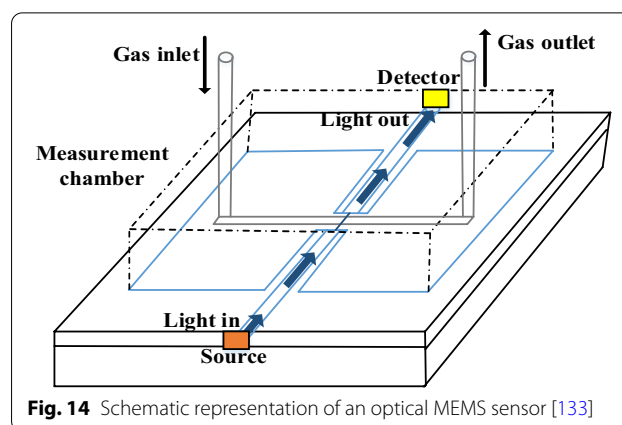 Gas inlet
Gas outlet
Detector
Light out
Measurement
chamber
Light in
Source
Fig. 14 Schematic representation of an optical MEMS sensor [133]